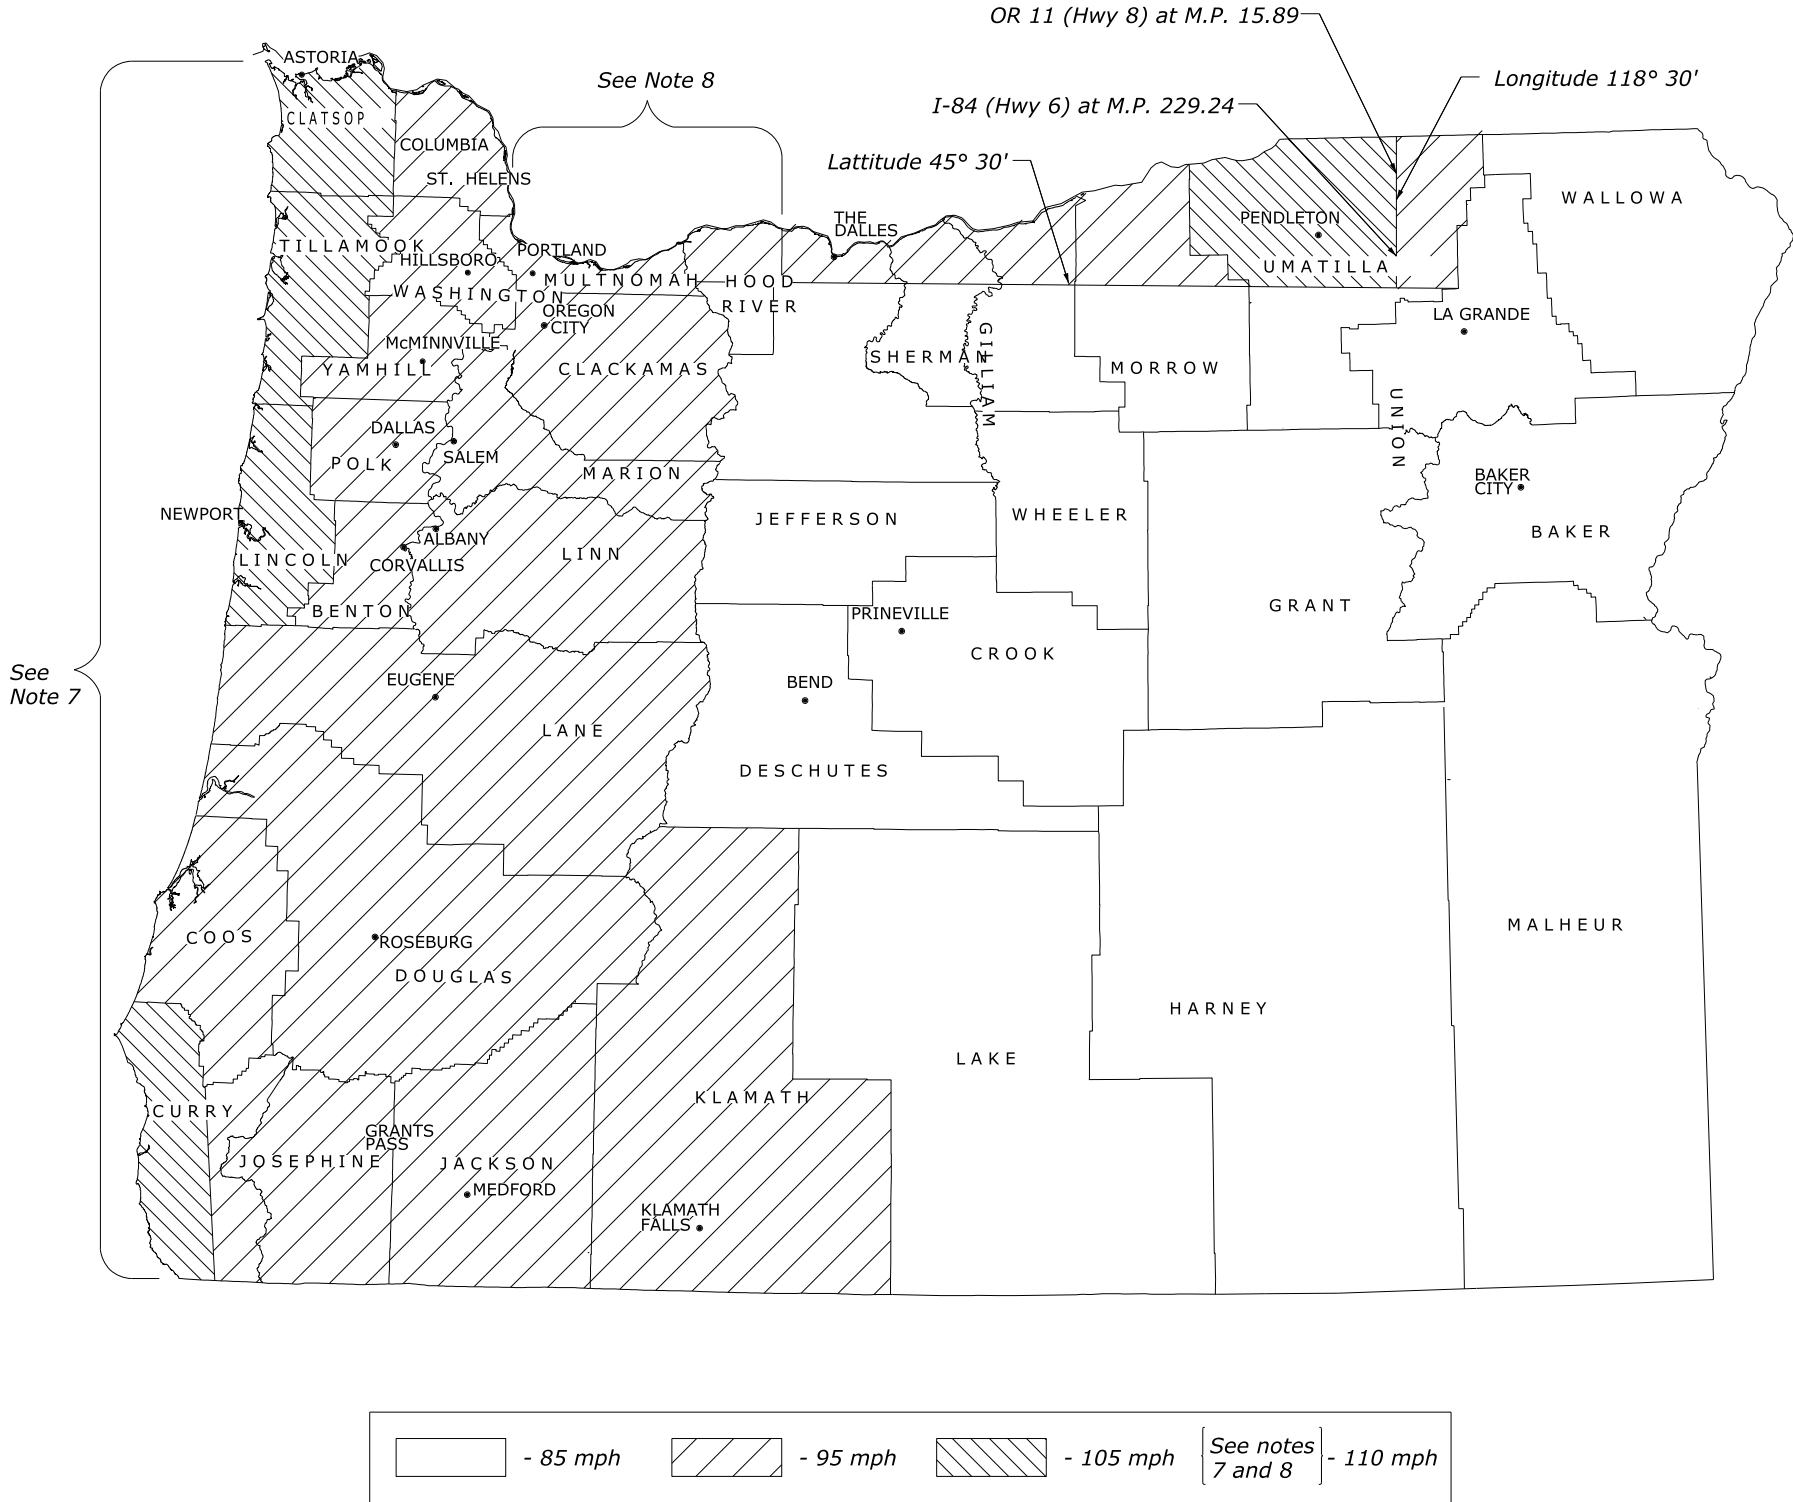 OR 11 (Hwy 8) at M.P. 15.89
Longitude 118° 30'
I-84 (Hwy 6) at M.P. 229.24
See Note 8
Lattitude 45° 30'
ASTORIA
CLATSOP
COLUMBIA
ST. HELENS
WALLOWA
THE
DALLES
PENDLETON
UMATILLA
TILLAMOOK
HILLSBORO
PORTLAND
MULTNOMAH
HOOD
RIVER
WASHINGTON
OREGON
CITY
LA GRANDE
McMINNVILLE
YAMHILL
CLACKAMAS
SHERMAN
GILLIAM
MORROW
UNION
DALLAS
POLK
SALEM
MARION
BAKER
CITY
BAKER
NEWPORT
LINCOLN
ALBANY
CORVALLIS
LINN
JEFFERSON
WHEELER
BENTON
PRINEVILLE
CROOK
GRANT
See
Note 7
EUGENE
LANE
BEND
DESCHUTES
COOS
ROSEBURG
DOUGLAS
MALHEUR
HARNEY
LAKE
KLAMATH
CURRY
GRANTS
PASS
JOSEPHINE
JACKSON
MEDFORD
KLAMATH
FALLS
- 85 mph
- 95 mph
- 105 mph
See notes
7 and 8
- 110 mph